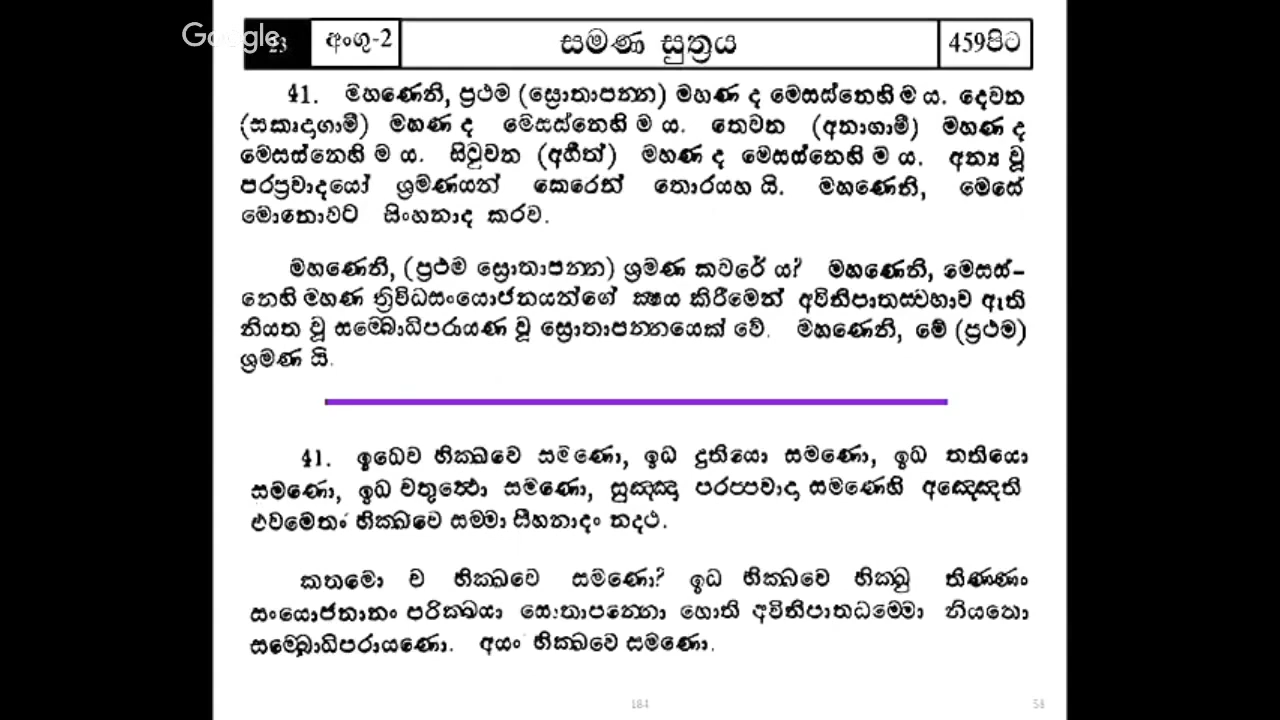 Google
23 අංගු-2 සමණ සුත්‍රය 459පිට
41. මහණෙනි, ප්‍රථම (ස්‍රොතාපන්න) මහණ ද මෙසස්නෙහි ම ය. දෙවන
(සකෘදාගාමී) මහණ ද මෙසස්නෙහි ම ය. තෙවන (අනාගාමී) මහණ ද
මෙසස්නෙහි ම ය. සිවුවන (අර්‍හත්) මහණ ද මෙසස්නෙහි ම ය. අන්‍ය වූ
පරප්‍රවාදයෝ ශ්‍රමණයන් කෙරෙන් තොරයහ යි. මහණෙනි, මෙසේ
මොනොවට සිංහනාද කරව.
මහණෙනි, (ප්‍රථම ස්‍රොතාපන්න) ශ්‍රමණ කවරේ ය? මහණෙනි, මෙසස්-
නෙහි මහණ ත්‍රිවිධසංයොජනයන්ගේ ක්‍ෂය කිරීමෙන් අවිනිපාතස්වභාව ඇති
නියත වූ සම්බොධිපරායණ වූ ස්‍රොතාපන්නයෙක් වේ. මහණෙනි, මේ (ප්‍රථම)
ශ්‍රමණ යි.
41. ඉධෙව භික්ඛවෙ සමණො, ඉධ දුතියො සමණො, ඉධ තතියො
සමණො, ඉධ චතුත්‍ථො සමණො, සුඤ්ඤා පරප්පවාදා සමණෙහි අඤ්ඤෙති
එවමෙතං භික්ඛවෙ සම්මා සීහනාදං නදථ.
කතමො ච භික්ඛවෙ සමණො? ඉධ භික්ඛවෙ භික්ඛු තිණ්ණං
සංයොජනානං පරික්ඛයා සොතාපන්නො හොති අවිනිපාතධම්මො නියතො
සම්බොධිපරායණො. අයං භික්ඛවෙ සමණො.
184 58